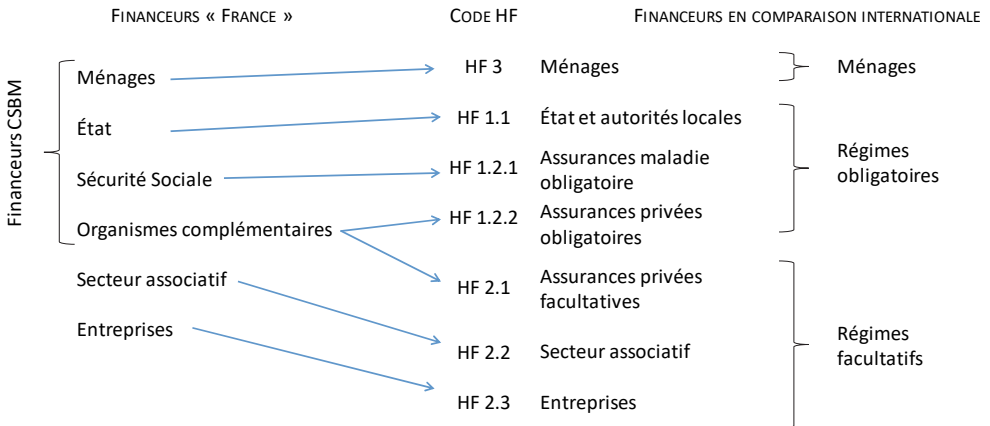 FINANCEURS « FRANCE »
CODE HF
FINANCEURS EN COMPARAISON INTERNATIONALE
Financeurs CSBM
Ménages
HF 3
Ménages
Ménages
État
HF 1.1
État et autorités locales
Régimes
obligatoires
Sécurité Sociale
HF 1.2.1
Assurances maladie
obligatoire
Organismes complémentaires
HF 1.2.2
Assurances privées
obligatoires
Secteur associatif
HF 2.1
Assurances privées
facultatives
Entreprises
HF 2.2
Secteur associatif
Régimes
facultatifs
HF 2.3
Entreprises